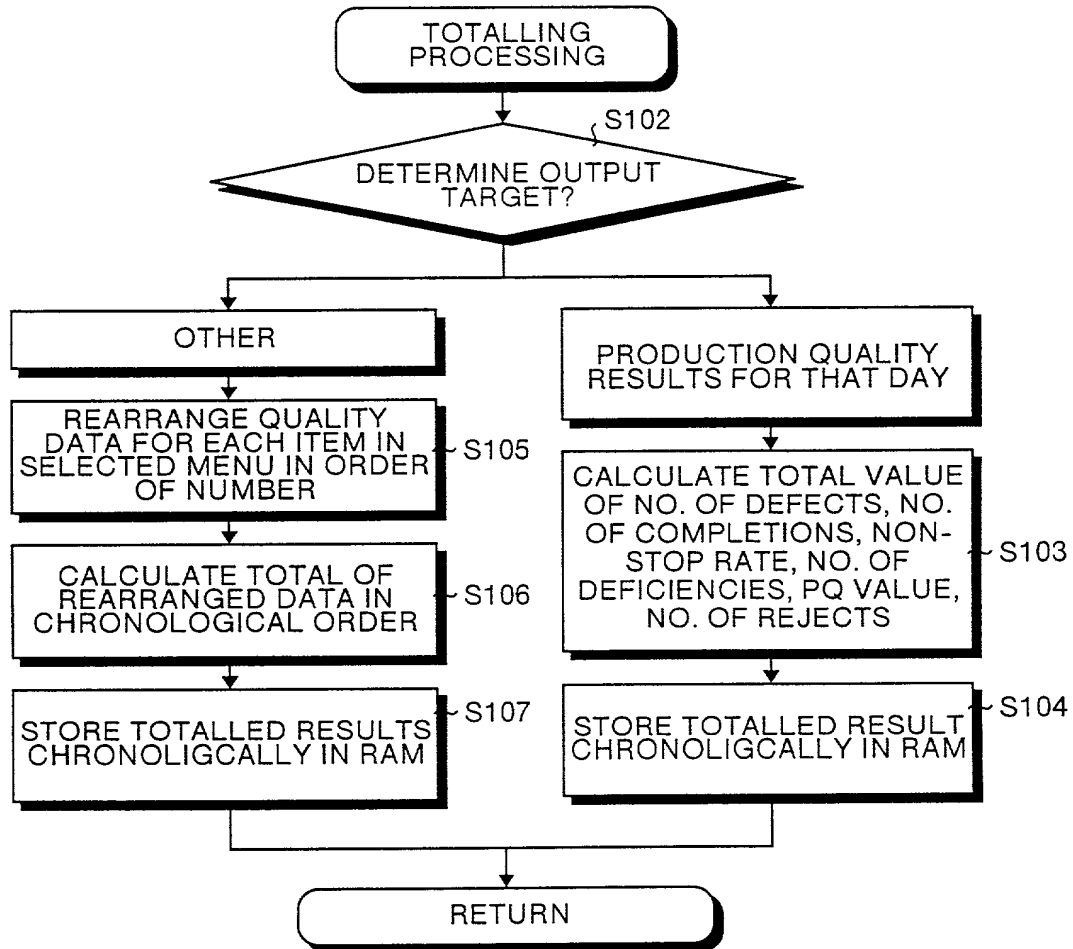 TOTALLING
PROCESSING
S102
DETERMINE OUTPUT
TARGET?
OTHER
REARRANGE QUALITY
DATA FOR EACH ITEM IN
SELECTED MENU IN ORDER
OF NUMBER
S105
CALCULATE TOTAL OF
REARRANGED DATA IN
CHRONOLOGICAL ORDER
S106
STORE TOTALLED RESULTS
CHRONOLIGCALLY IN RAM
S107
PRODUCTION QUALITY
RESULTS FOR THAT DAY
CALCULATE TOTAL VALUE
OF NO. OF DEFECTS, NO.
OF COMPLETIONS, NON-
STOP RATE, NO. OF
DEFICIENCIES, PQ VALUE,
NO. OF REJECTS
S103
STORE TOTALLED RESULT
CHRONOLIGCALLY IN RAM
S104
RETURN